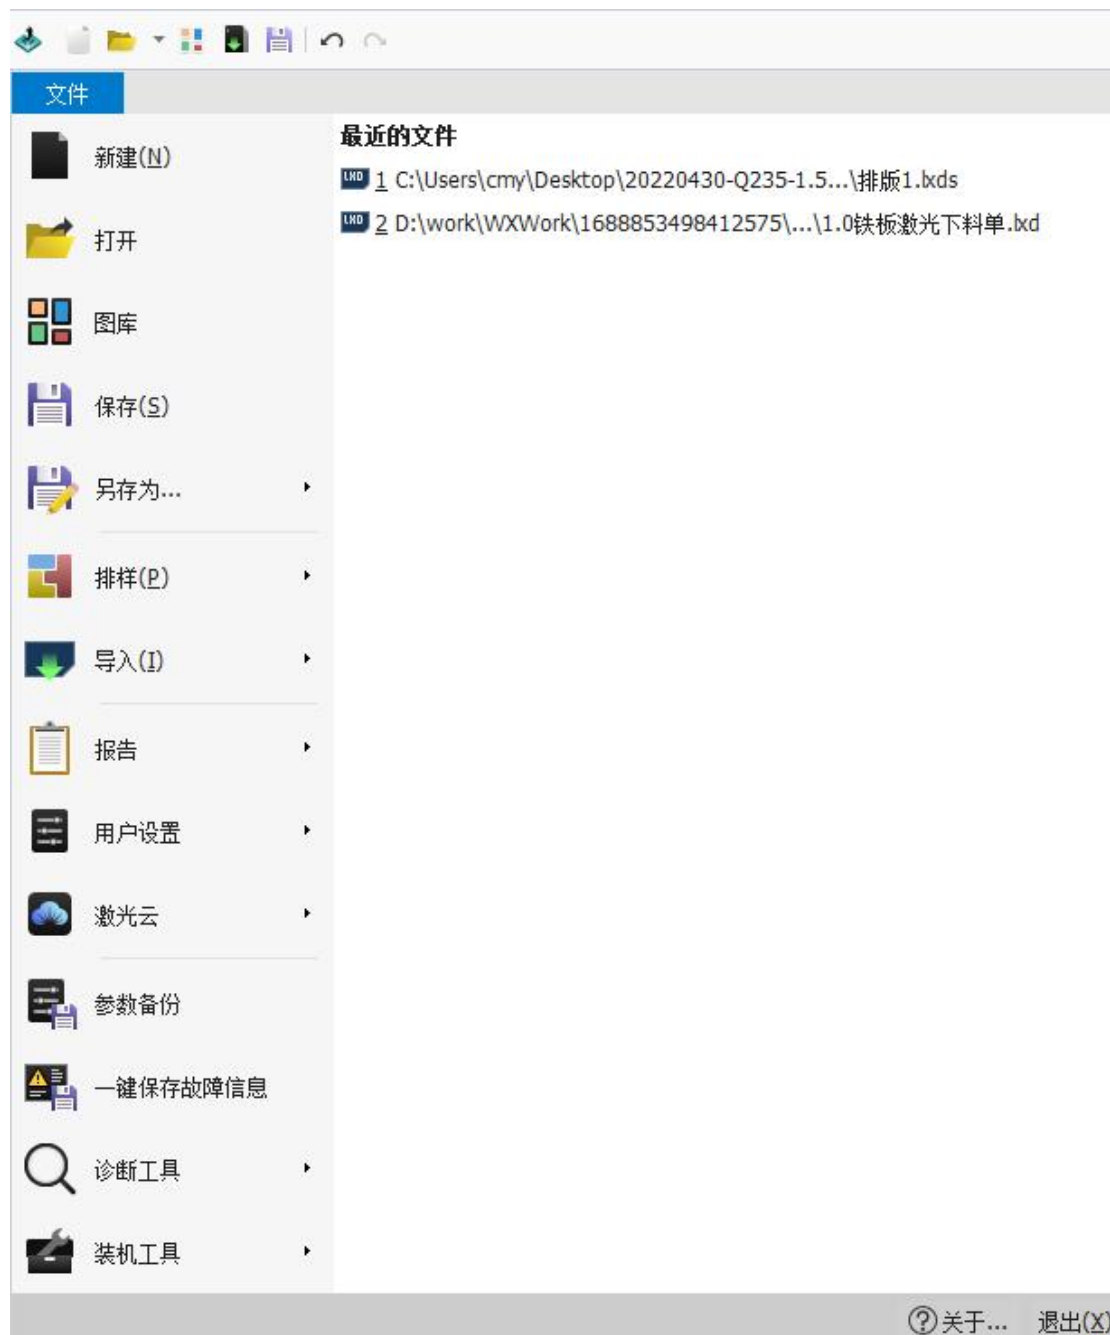 文件
新建(N)
打开
图库
保存(S)
另存为...
排样(P)
导入(I)
报告
用户设置
激光云
参数备份
一键保存故障信息
诊断工具
装机工具
最近的文件
LXD 1 C:\Users\cmy\Desktop\20220430-Q235-1.5...\排版1.lxds
LXD 2 D:\work\WXWork\1688853498412575\...\1.0铁板激光下料单.lxd
?关于... 退出(X)